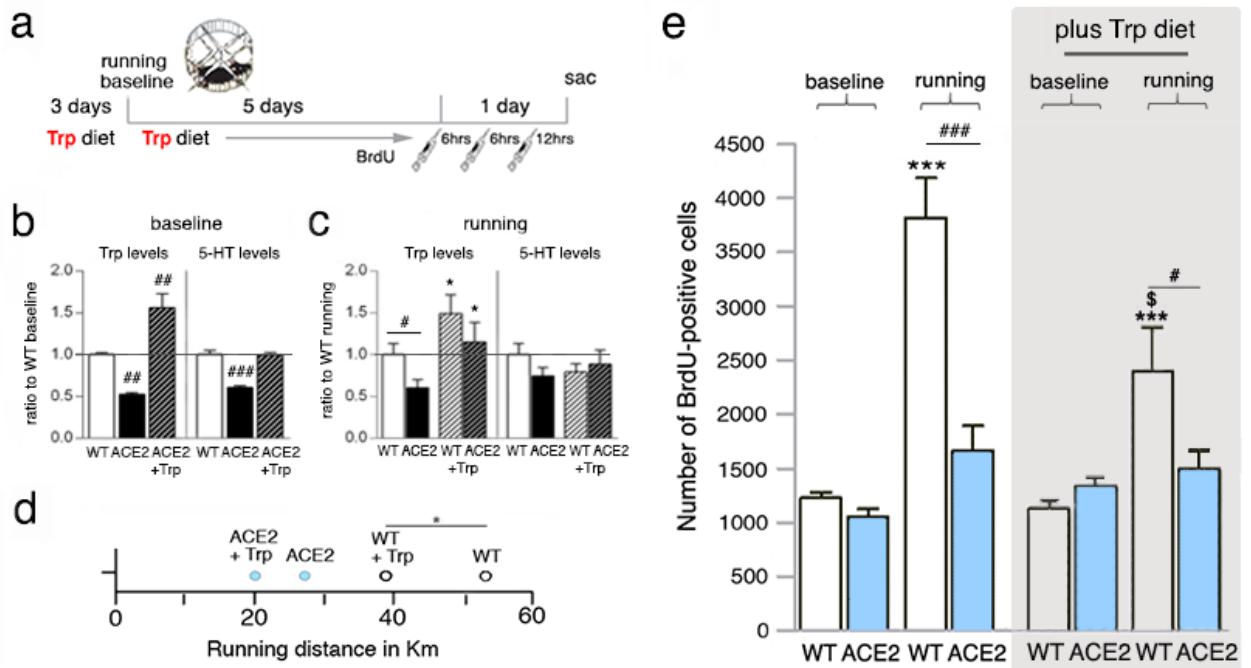 a
running
baseline
sac
3 days
5 days
1 day
Trp diet
Trp diet
BrdU
6hrs
6hrs
12hrs
b
baseline
Trp levels
5-HT levels
ratio to WT baseline
2.0
1.5
1.0
0.5
0.0
##
##
###
WT ACE2 ACE2 WT ACE2 ACE2
+Trp +Trp
c
running
Trp levels
5-HT levels
ratio to WT running
2.0
1.5
1.0
0.5
0.0
#
*
*
WT ACE2 WT ACE2 WT ACE2 WT ACE2
+Trp +Trp
d
ACE2
+ Trp
ACE2
WT
+ Trp
*
WT
0 20 40 60
Running distance in Km
e
plus Trp diet
baseline
running
baseline
running
Number of BrdU-positive cells
4500
4000
3500
3000
2500
2000
1500
1000
500
0
###
***
#
$
***
WT ACE2 WT ACE2 WT ACE2 WT ACE2